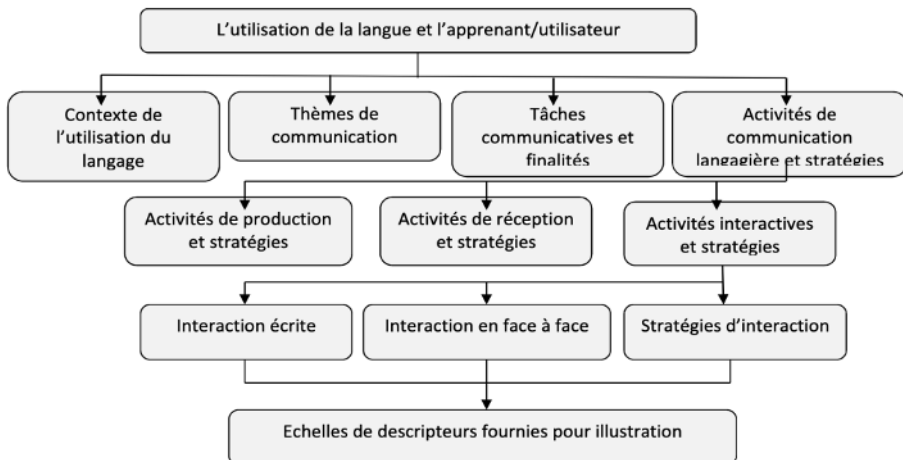 L’utilisation de la langue et l’apprenant/utilisateur
Contexte de
l’utilisation du
langage
Thèmes de
communication
Tâches
communicatives et
finalités
Activités de
communication
langagière et stratégies
Activités de production
et stratégies
Activités de réception
et stratégies
Activités interactives
et stratégies
Interaction écrite
Interaction en face à face
Stratégies d’interaction
Echelles de descripteurs fournies pour illustration